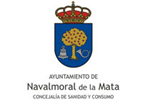 AYUNTAMIENTO DE
Navalmoral de la Mata
CONCEJALÍA DE SANIDAD Y CONSUMO